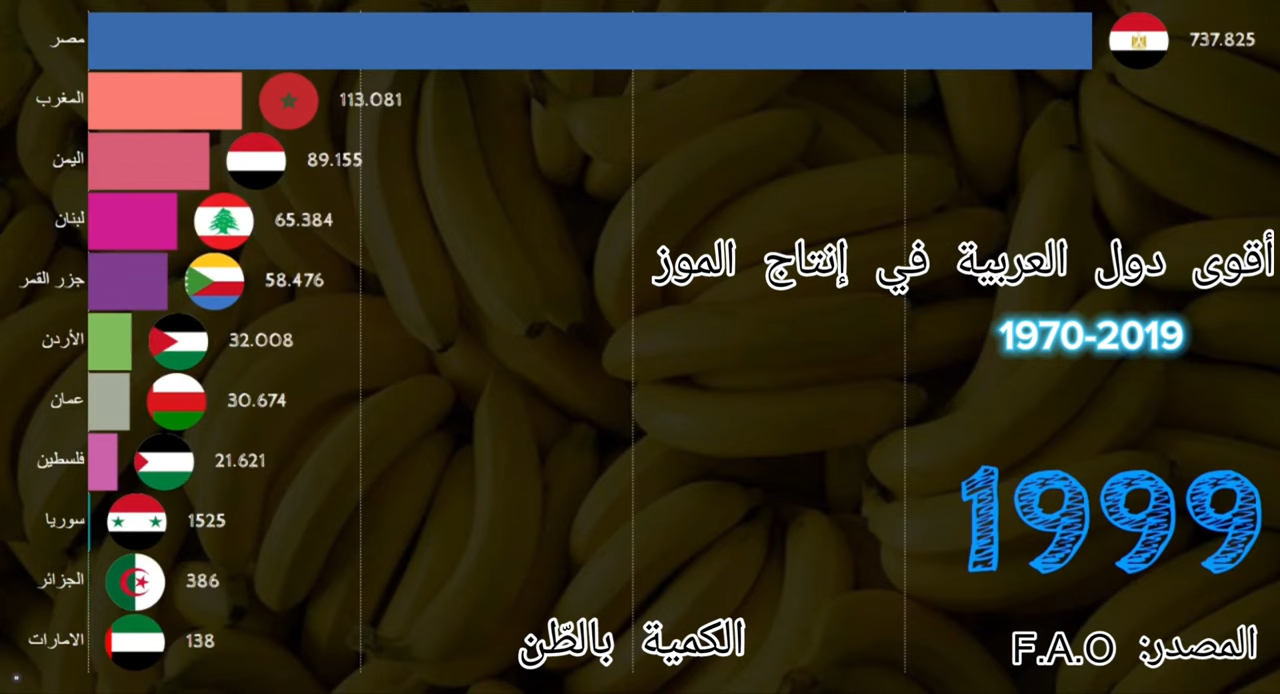 مصر 737.825
المغرب 113.081
اليمن 89.155
لبنان 65.384
جزر القمر 58.476
الأردن 32.008
عمان 30.674
فلسطين 21.621
سوريا 1525
الجزائر 386
الامارات 138
أقوى دول العربية في إنتاج الموز
1970-2019
1999
الكمية بالطّن
المصدر: F.A.O